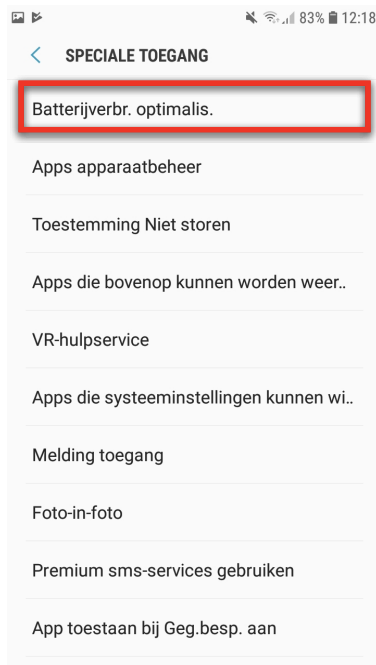 83% 12:18
SPECIALE TOEGANG
Batterijverbr. optimalis.
Apps apparaatbeheer
Toestemming Niet storen
Apps die bovenop kunnen worden weer..
VR-hulpservice
Apps die systeeminstellingen kunnen wi..
Melding toegang
Foto-in-foto
Premium sms-services gebruiken
App toestaan bij Geg.besp. aan